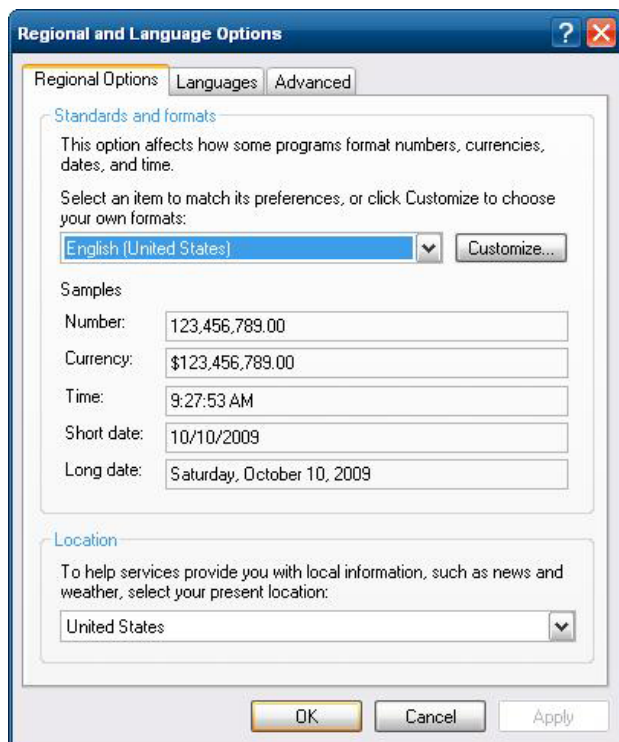 Regional and Language Options
Regional Options Languages Advanced
Standards and formats
This option affects how some programs format numbers, currencies,
dates, and time.
Select an item to match its preferences, or click Customize to choose
your own formats:
English (United States) Customize...
Samples
Number: 123,456,789.00
Currency: $123,456,789.00
Time: 9:27:53 AM
Short date: 10/10/2009
Long date: Saturday, October 10, 2009
Location
To help services provide you with local information, such as news and
weather, select your present location:
United States
OK Cancel Apply